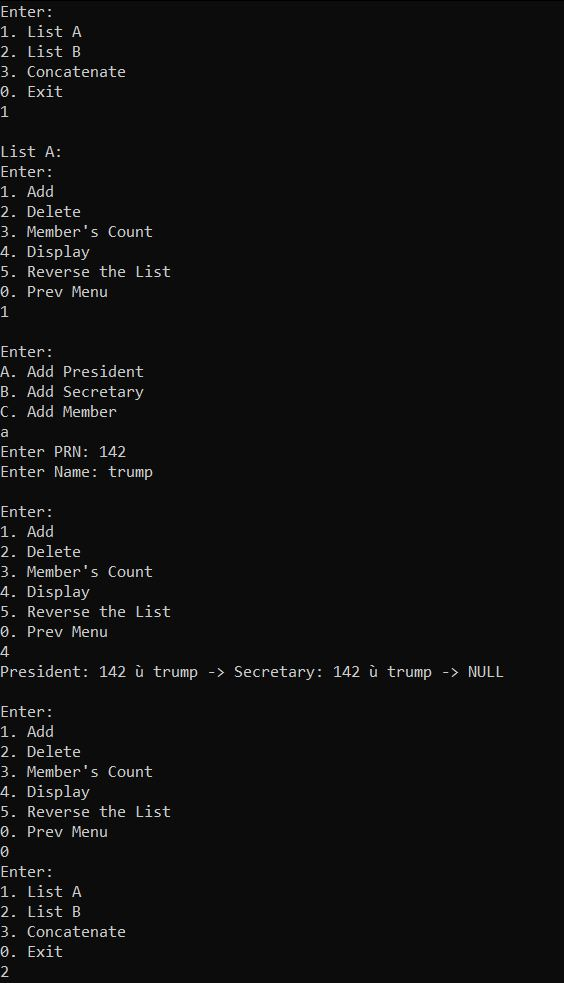 Enter:
1. List A
2. List B
3. Concatenate
0. Exit
1
List A:
Enter:
1. Add
2. Delete
3. Member's Count
4. Display
5. Reverse the List
0. Prev Menu
1
Enter:
A. Add President
B. Add Secretary
C. Add Member
a
Enter PRN: 142
Enter Name: trump
Enter:
1. Add
2. Delete
3. Member's Count
4. Display
5. Reverse the List
0. Prev Menu
4
President: 142 ù trump -> Secretary: 142 ù trump -> NULL
Enter:
1. Add
2. Delete
3. Member's Count
4. Display
5. Reverse the List
0. Prev Menu
0
Enter:
1. List A
2. List B
3. Concatenate
0. Exit
2